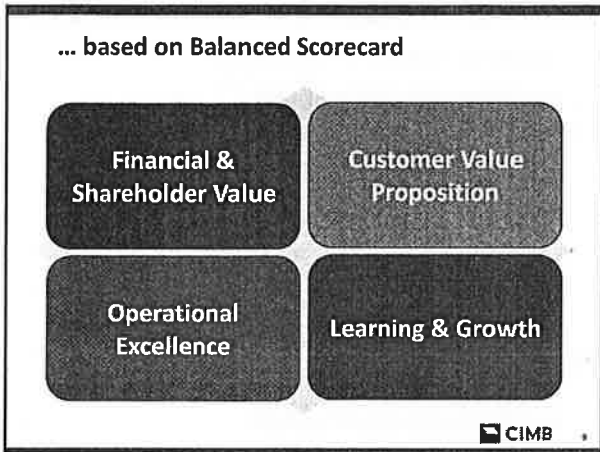 ... based on Balanced Scorecard
Financial &
Shareholder Value
Customer Value
Proposition
Operational
Excellence
Learning & Growth
CIMB